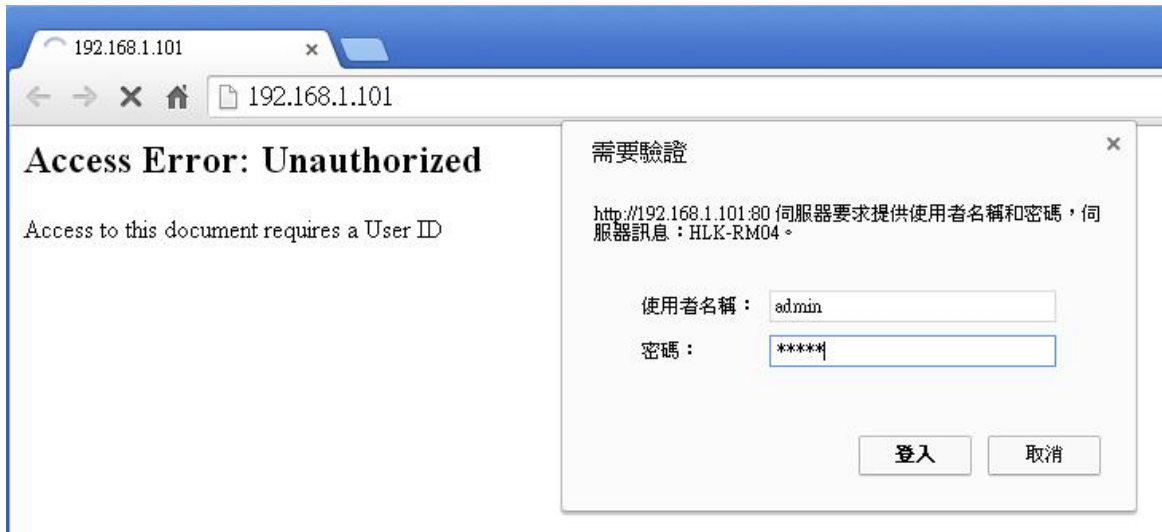 192.168.1.101
192.168.1.101
Access Error: Unauthorized
Access to this document requires a User ID
需要驗證
http://192.168.1.101:80 伺服器要求提供使用者名稱和密碼，伺
服器訊息：HLK-RM04。
使用者名稱： admin
密碼： *****
登入 取消